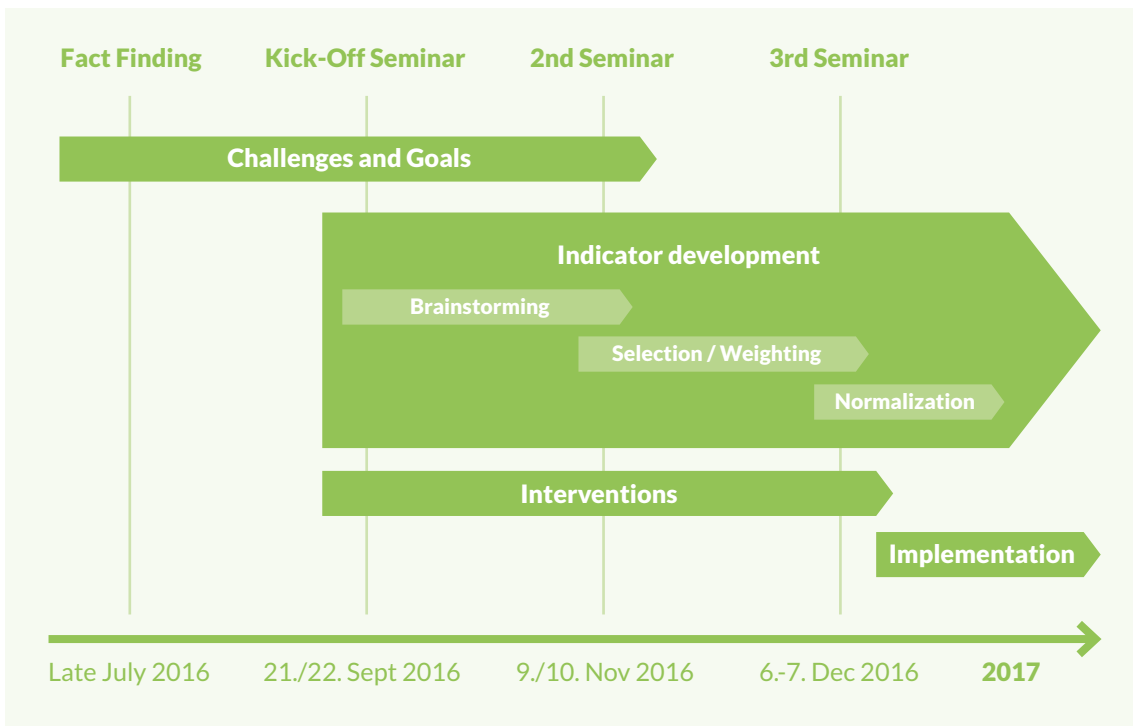 Fact Finding
Kick-Off Seminar
2nd Seminar
3rd Seminar
Challenges and Goals
Indicator development
Brainstorming
Selection / Weighting
Normalization
Interventions
Implementation
Late July 2016
21./22. Sept 2016
9./10. Nov 2016
6.-7. Dec 2016
2017